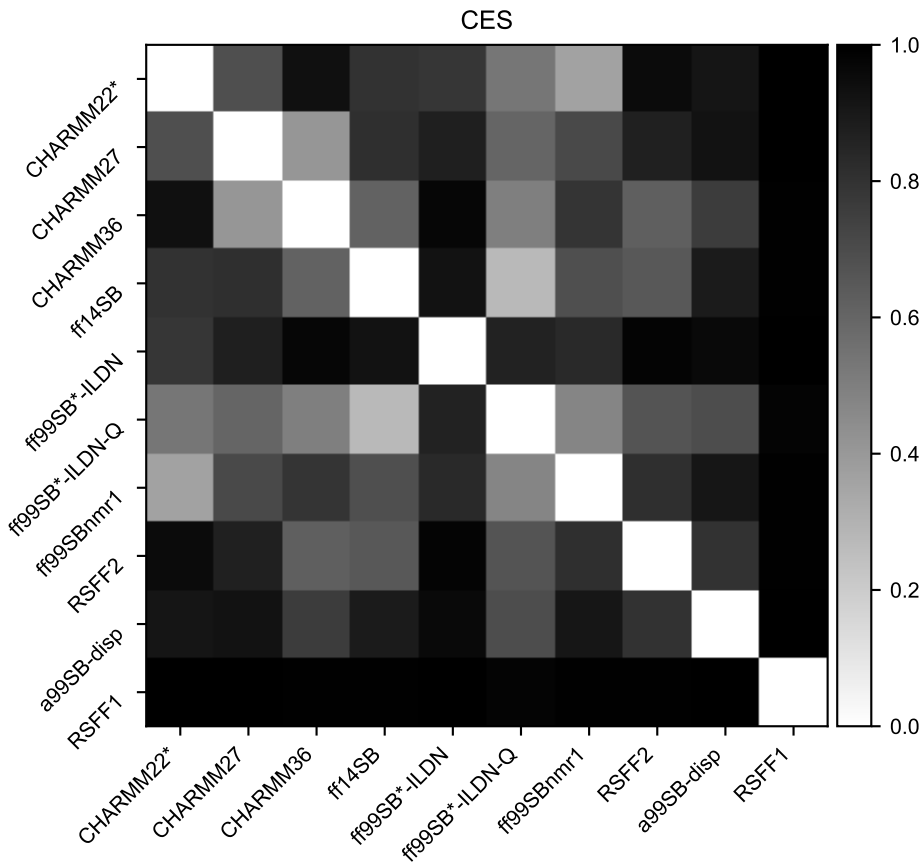 CES
CHARMM22*
CHARMM27
CHARMM36
ff14SB
ff99SB*-ILDN
ff99SB*-ILDN-Q
ff99SBnmr1
RSFF2
a99SB-disp
RSFF1
CHARMM22*
CHARMM27
CHARMM36
ff14SB
ff99SB*-ILDN
ff99SB*-ILDN-Q
ff99SBnmr1
RSFF2
a99SB-disp
RSFF1
1.0
0.8
0.6
0.4
0.2
0.0